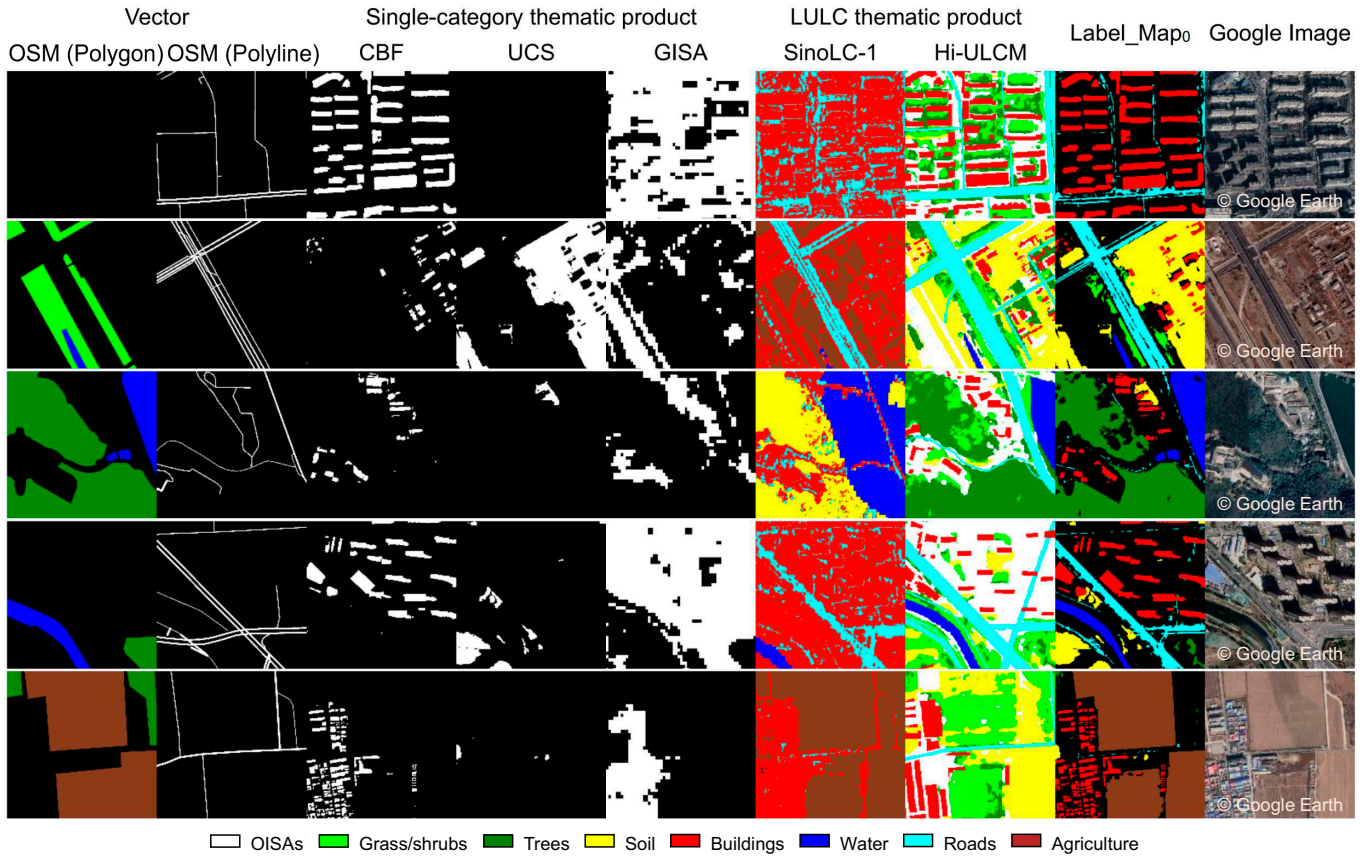 Vector Single-category thematic product LULC thematic product Label_Map₀ Google Image
OSM (Polygon) OSM (Polyline) CBF UCS GISA SinoLC-1 Hi-ULCM
© Google Earth
© Google Earth
© Google Earth
© Google Earth
© Google Earth
OISAs Grass/shrubs Trees Soil Buildings Water Roads Agriculture